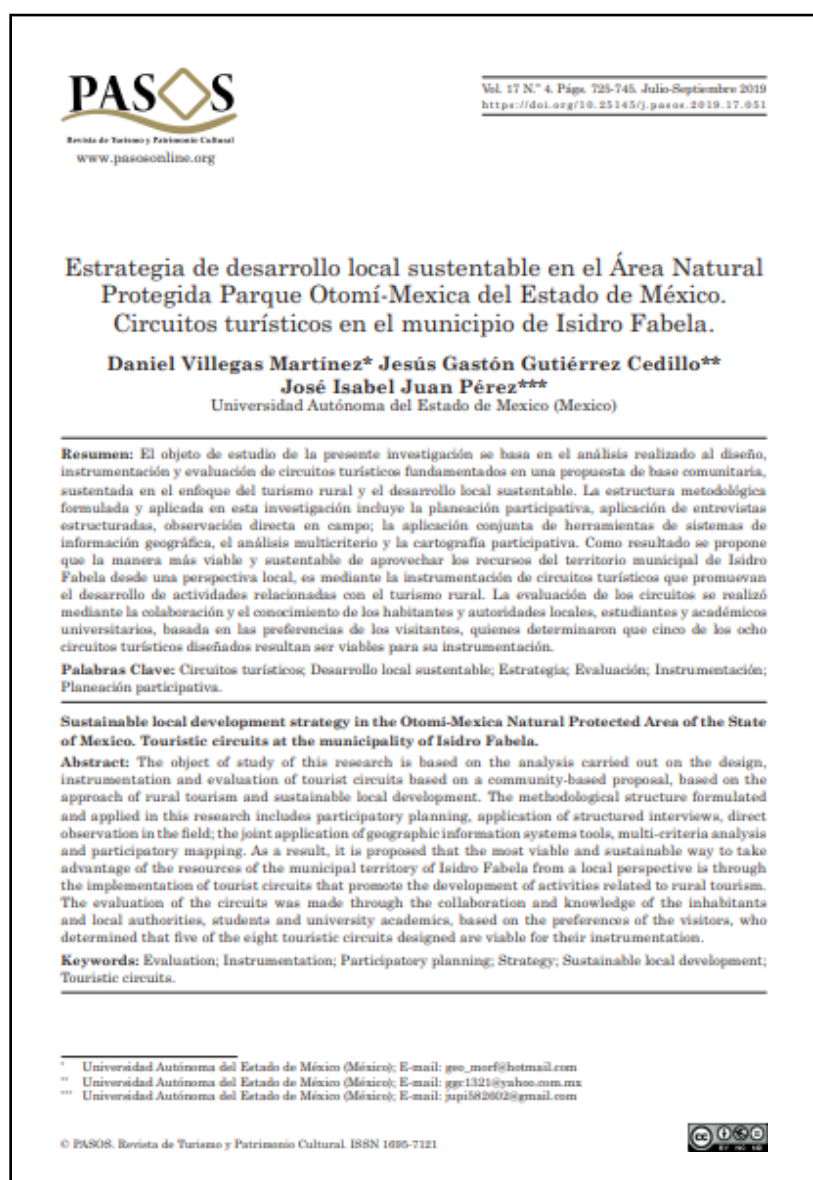 PASOS
Revista de Turismo y Patrimonio Cultural
www.pasosonline.org
Vol. 17 N.º 4. Págs. 725-745. Julio-Septiembre 2019
https://doi.org/10.25145/j.pasos.2019.17.051
Estrategia de desarrollo local sustentable en el Área Natural
Protegida Parque Otomí-Mexica del Estado de México.
Circuitos turísticos en el municipio de Isidro Fabela.
Daniel Villegas Martínez* Jesús Gastón Gutiérrez Cedillo**
José Isabel Juan Pérez***
Universidad Autónoma del Estado de Mexico (Mexico)
Resumen: El objeto de estudio de la presente investigación se basa en el análisis realizado al diseño,
instrumentación y evaluación de circuitos turísticos fundamentados en una propuesta de base comunitaria,
sustentada en el enfoque del turismo rural y el desarrollo local sustentable. La estructura metodológica
formulada y aplicada en esta investigación incluye la planeación participativa, aplicación de entrevistas
estructuradas, observación directa en campo; la aplicación conjunta de herramientas de sistemas de
información geográfica, el análisis multicriterio y la cartografía participativa. Como resultado se propone
que la manera más viable y sustentable de aprovechar los recursos del territorio municipal de Isidro
Fabela desde una perspectiva local, es mediante la instrumentación de circuitos turísticos que promuevan
el desarrollo de actividades relacionadas con el turismo rural. La evaluación de los circuitos se realizó
mediante la colaboración y el conocimiento de los habitantes y autoridades locales, estudiantes y académicos
universitarios, basada en las preferencias de los visitantes, quienes determinaron que cinco de los ocho
circuitos turísticos diseñados resultan ser viables para su instrumentación.
Palabras Clave: Circuitos turísticos; Desarrollo local sustentable; Estrategia; Evaluación; Instrumentación;
Planeación participativa.
Sustainable local development strategy in the Otomi-Mexica Natural Protected Area of the State
of Mexico. Touristic circuits at the municipality of Isidro Fabela.
Abstract: The object of study of this research is based on the analysis carried out on the design,
instrumentation and evaluation of tourist circuits based on a community-based proposal, based on the
approach of rural tourism and sustainable local development. The methodological structure formulated
and applied in this research includes participatory planning, application of structured interviews, direct
observation in the field; the joint application of geographic information systems tools, multi-criteria analysis
and participatory mapping. As a result, it is proposed that the most viable and sustainable way to take
advantage of the resources of the municipal territory of Isidro Fabela from a local perspective is through
the implementation of tourist circuits that promote the development of activities related to rural tourism.
The evaluation of the circuits was made through the collaboration and knowledge of the inhabitants
and local authorities, students and university academics, based on the preferences of the visitors, who
determined that five of the eight touristic circuits designed are viable for their instrumentation.
Keywords: Evaluation; Instrumentation; Participatory planning; Strategy; Sustainable local development;
Touristic circuits.
* Universidad Autónoma del Estado de México (México); E-mail: geo_morf@hotmail.com
** Universidad Autónoma del Estado de México (México); E-mail: ggc1321@yahoo.com.mx
*** Universidad Autónoma del Estado de México (México); E-mail: jupi582602@gmail.com
© PASOS. Revista de Turismo y Patrimonio Cultural. ISSN 1695-7121
cc
BY NC ND